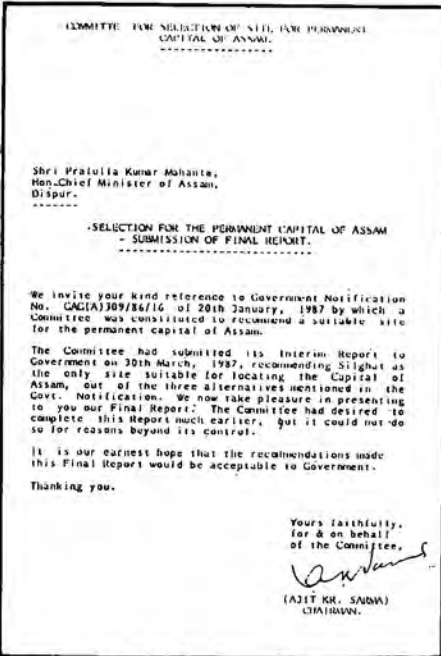 COMMITTE FOR SELECTION OF SITE FOR PERMANENT
CAPITAL OF ASSAM.
Shri Prafulla Kumar Mahanta,
Hon.Chief Minister of Assam,
Dispur.
-SELECTION FOR THE PERMANENT CAPITAL OF ASSAM
- SUBMISSION OF FINAL REPORT.
We invite your kind reference to Government Notification
No. GAG(A)309/86/16 of 20th January, 1987 by which a
Committee was constituted to recommend a suitable site
for the permanent capital of Assam.
The Committee had submitted its Interim Report to
Government on 30th March, 1987, recommending Silghat as
the only site suitable for locating the Capital of
Assam, out of the three alternatives mentioned in the
Govt. Notification. We now take pleasure in presenting
to you our Final Report. The Committee had desired to
complete this Report much earlier, but it could not do
so for reasons beyond its control.
It is our earnest hope that the recommendations made
this Final Report would be acceptable to Government.
Thanking you.
Yours faithfully,
for & on behalf
of the Committee,
(AJIT KR. SARMA)
CHAIRMAN.